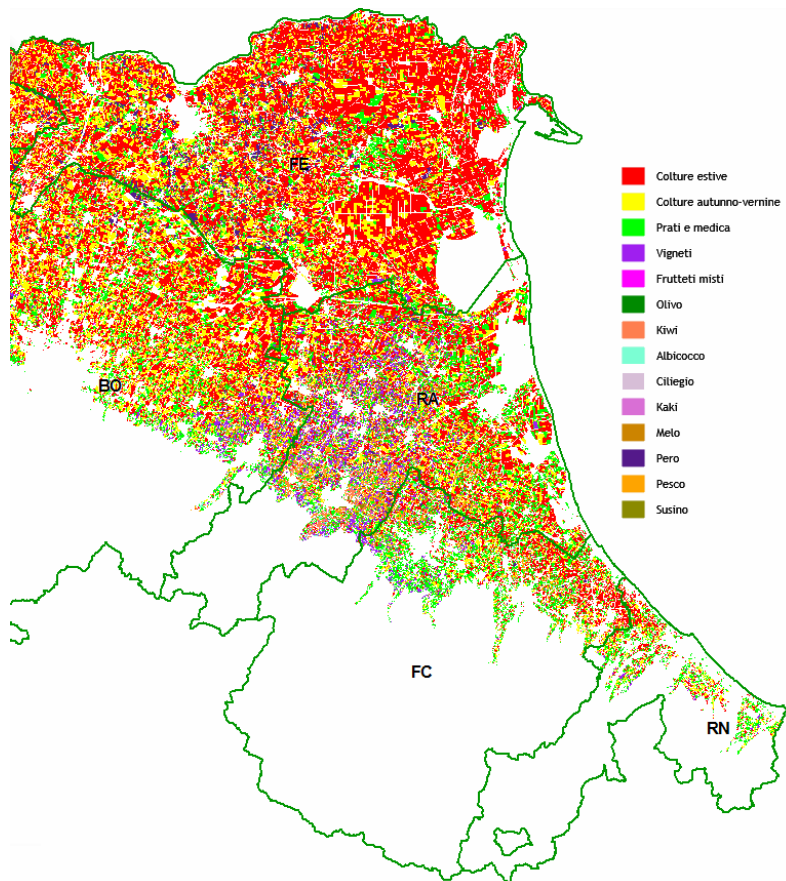 FE
Colture estive
Colture autunno-vernine
Prati e medica
Vigneti
Frutteti misti
Olivo
Kiwi
Albicocco
Ciliegio
Kaki
Melo
Pero
Pesco
Susino
BO
RA
FC
RN